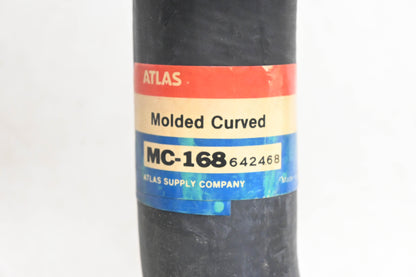 ATLAS
Molded Curved
MC-168 642468
ATLAS SUPPLY COMPANY